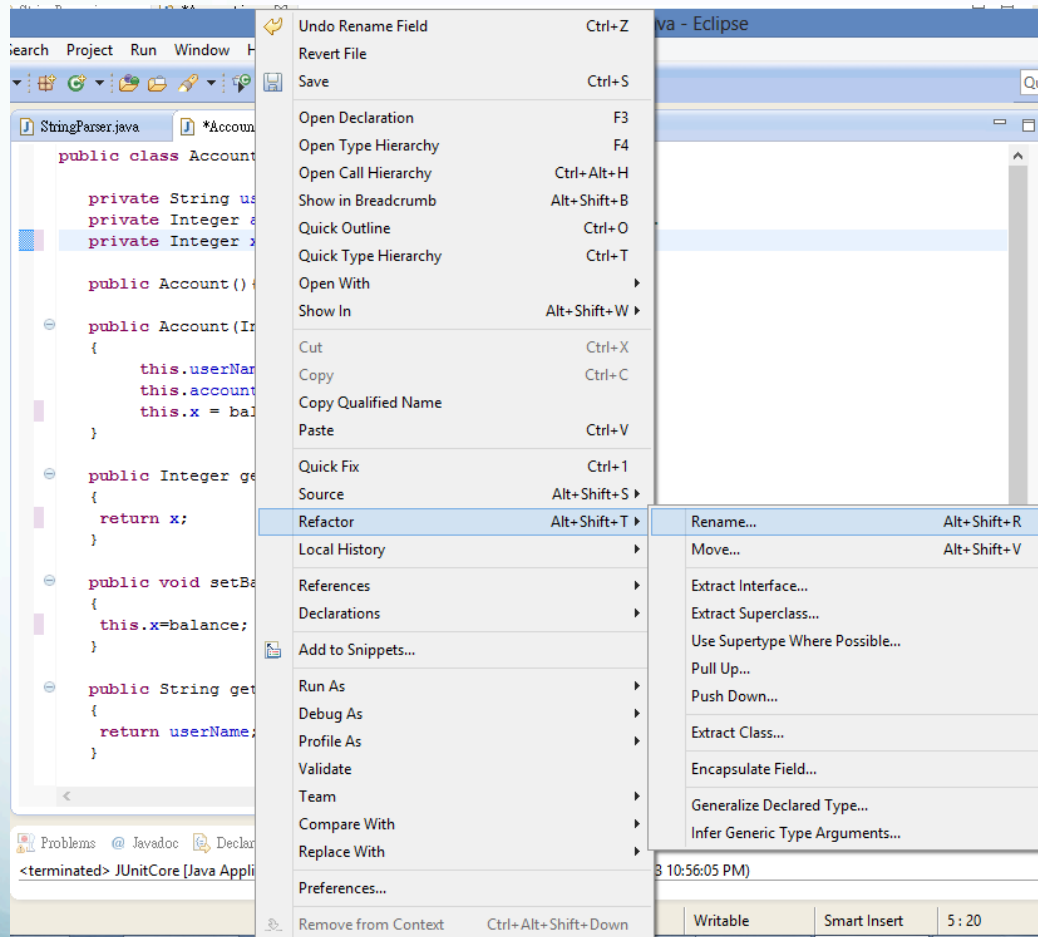 va - Eclipse
Search Project Run Window H
StringParser.java
*Accoun
public class Account
private String us
private Integer a
private Integer x
public Account(){
public Account(In
{
this.userNam
this.account
this.x = bal
}
public Integer ge
{
return x;
}
public void setBa
{
this.x=balance;
}
public String get
{
return userName;
}
Undo Rename Field Ctrl+Z
Revert File
Save Ctrl+S
Open Declaration F3
Open Type Hierarchy F4
Open Call Hierarchy Ctrl+Alt+H
Show in Breadcrumb Alt+Shift+B
Quick Outline Ctrl+O
Quick Type Hierarchy Ctrl+T
Open With
Show In Alt+Shift+W
Cut Ctrl+X
Copy Ctrl+C
Copy Qualified Name
Paste Ctrl+V
Quick Fix Ctrl+1
Source Alt+Shift+S
Refactor Alt+Shift+T
Local History
References
Declarations
Add to Snippets...
Run As
Debug As
Profile As
Validate
Team
Compare With
Replace With
Preferences...
Remove from Context Ctrl+Alt+Shift+Down
Rename... Alt+Shift+R
Move... Alt+Shift+V
Extract Interface...
Extract Superclass...
Use Supertype Where Possible...
Pull Up...
Push Down...
Extract Class...
Encapsulate Field...
Generalize Declared Type...
Infer Generic Type Arguments...
Problems @ Javadoc Declar
<terminated> JUnitCore [Java Appli
3 10:56:05 PM)
Writable Smart Insert 5 : 20